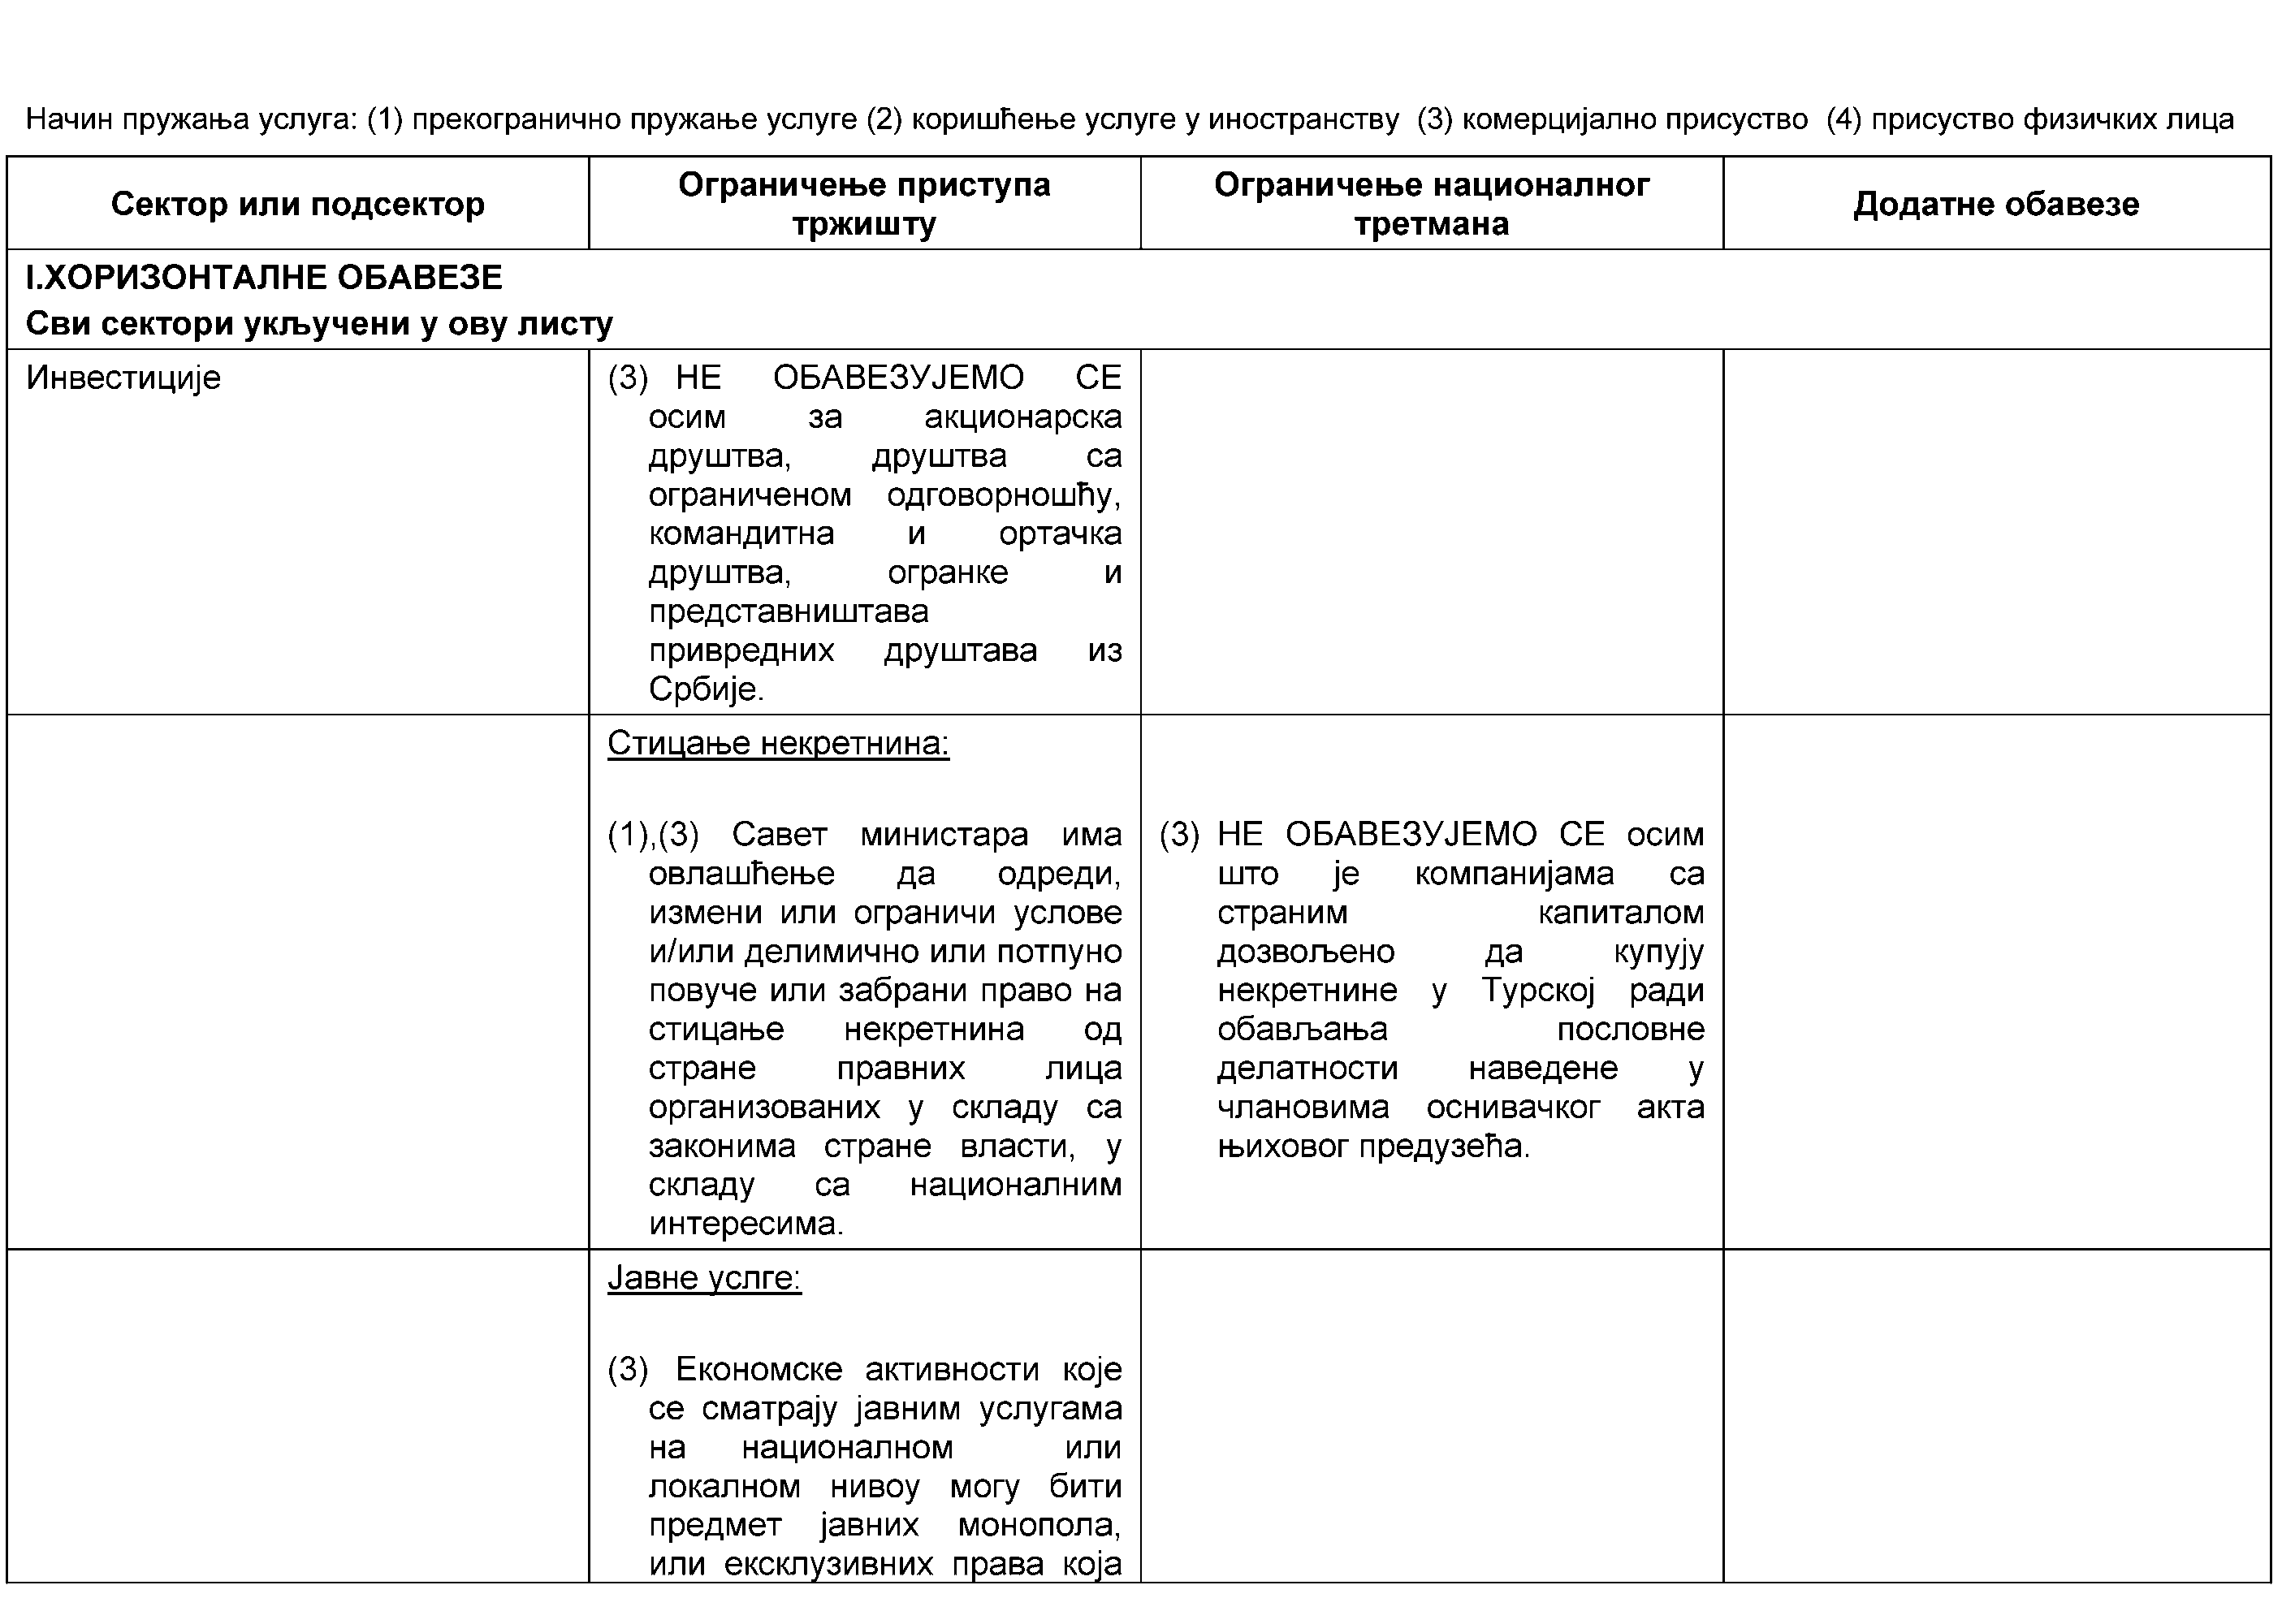 Начин пружања услуга: (1) прекогранично пружање услуге (2) коришћење услуге у иностранству (3) комерцијално присуство (4) присуство физичких лица
Сектор или подсектор
Ограничење приступа
тржишту
Ограничење националног
третмана
Додатне обавезе
I.ХОРИЗОНТАЛНЕ ОБАВЕЗЕ
Сви сектори укључени у ову листу
Инвестиције
(3) НЕ ОБАВЕЗУЈЕМО СЕ
осим за акционарска
друштва, друштва са
ограниченом одговорношћу,
командитна и ортачка
друштва, огранке и
представништава
привредних друштава из
Србије.
Стицање некретнина:
(1),(3) Савет министара има
овлашћење да одреди,
измени или ограничи услове
и/или делимично или потпуно
повуче или забрани право на
стицање некретнина од
стране правних лица
организованих у складу са
законима стране власти, у
складу са националним
интересима.
(3) НЕ ОБАВЕЗУЈЕМО СЕ осим
што је компанијама са
страним капиталом
дозвољено да купују
некретнине у Турској ради
обављања пословне
делатности наведене у
члановима оснивачког акта
њиховог предузећа.
Јавне услге:
(3) Економске активности које
се сматрају јавним услугама
на националном или
локалном нивоу могу бити
предмет јавних монопола,
или ексклузивних права која